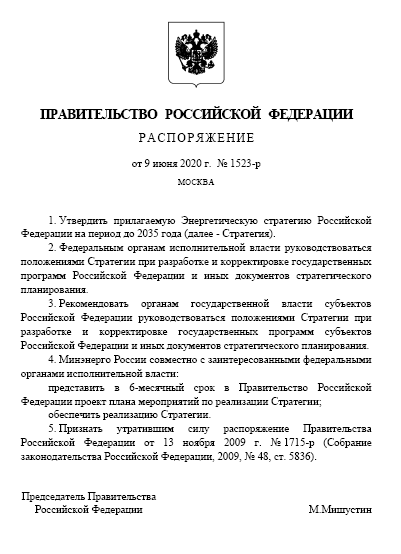 ПРАВИТЕЛЬСТВО РОССИЙСКОЙ ФЕДЕРАЦИИ
РАСПОРЯЖЕНИЕ
от 9 июня 2020 г. № 1523-р
МОСКВА
1. Утвердить прилагаемую Энергетическую стратегию Российской
Федерации на период до 2035 года (далее - Стратегия).
2. Федеральным органам исполнительной власти руководствоваться
положениями Стратегии при разработке и корректировке государственных
программ Российской Федерации и иных документов стратегического
планирования.
3. Рекомендовать органам государственной власти субъектов
Российской Федерации руководствоваться положениями Стратегии при
разработке и корректировке государственных программ субъектов
Российской Федерации и иных документов стратегического планирования.
4. Минэнерго России совместно с заинтересованными федеральными
органами исполнительной власти:
представить в 6-месячный срок в Правительство Российской
Федерации проект плана мероприятий по реализации Стратегии;
обеспечить реализацию Стратегии.
5. Признать утратившим силу распоряжение Правительства
Российской Федерации от 13 ноября 2009 г. № 1715-р (Собрание
законодательства Российской Федерации, 2009, № 48, ст. 5836).
Председатель Правительства
Российской Федерации М.Мишустин